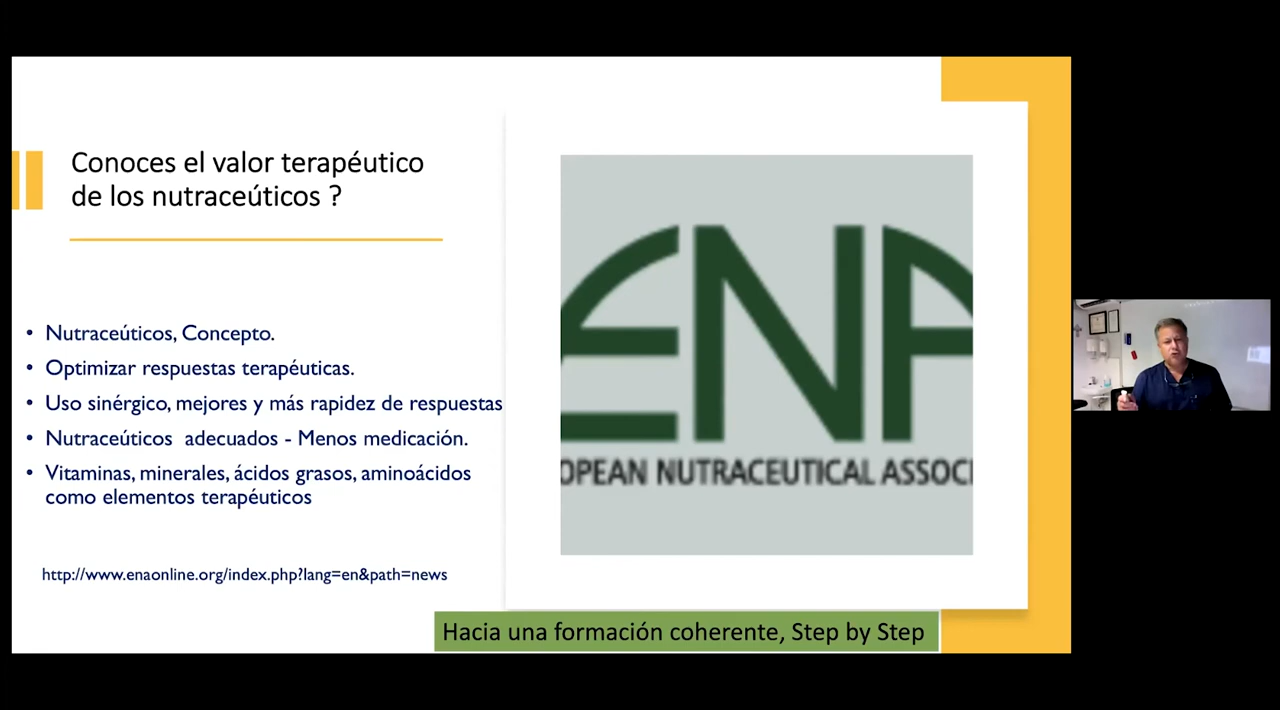 Conoces el valor terapéutico
de los nutraceúticos ?
• Nutraceúticos, Concepto.
• Optimizar respuestas terapéuticas.
• Uso sinérgico, mejores y más rapidez de respuestas
• Nutraceúticos adecuados - Menos medicación.
• Vitaminas, minerales, ácidos grasos, aminoácidos
como elementos terapéuticos
http://www.enaonline.org/index.php?lang=en&path=news
ENA
OPEAN NUTRACEUTICAL ASSOC
Hacia una formación coherente, Step by Step